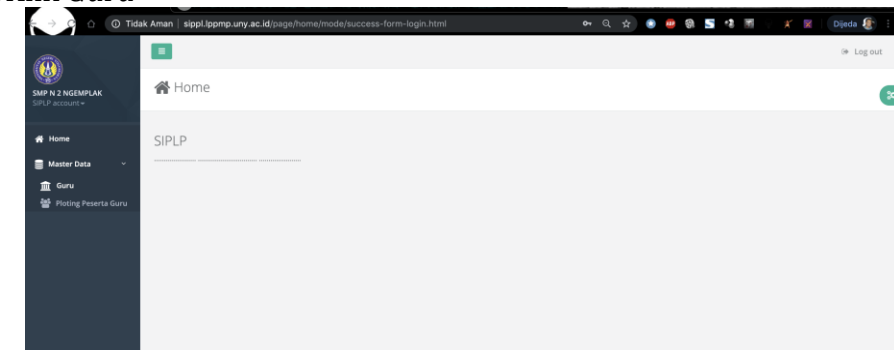 Tidak Aman | sippl.lppmp.uny.ac.id/page/home/mode/success-form-login.html
Dijeda
Log out
SMP N 2 NGEMPLAK
SIPLP account
Home
Home
SIPLP
Master Data
Guru
Ploting Peserta Guru